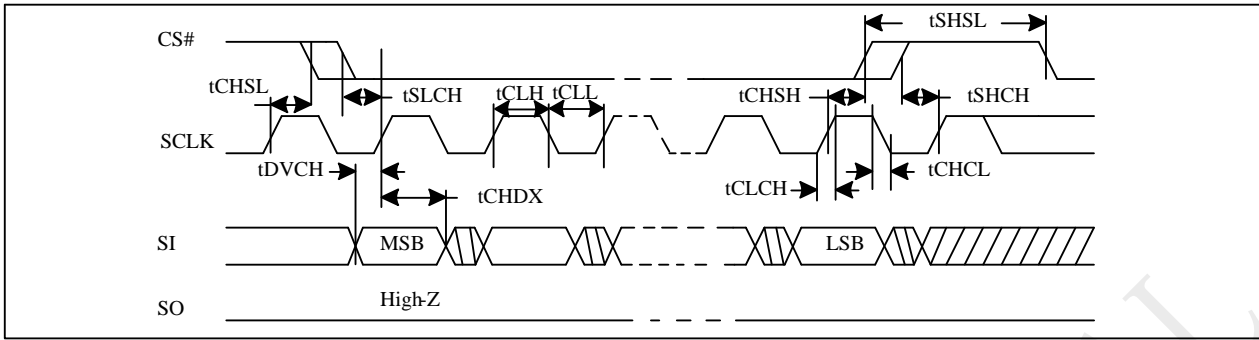 tSHSL
CS#
tCHSL
tSLCH
tCLH
tCLL
tCHSH
tSHCH
SCLK
tDVCH
tCHDX
tCLCH
tCHCL
SI
MSB
LSB
SO
High-Z